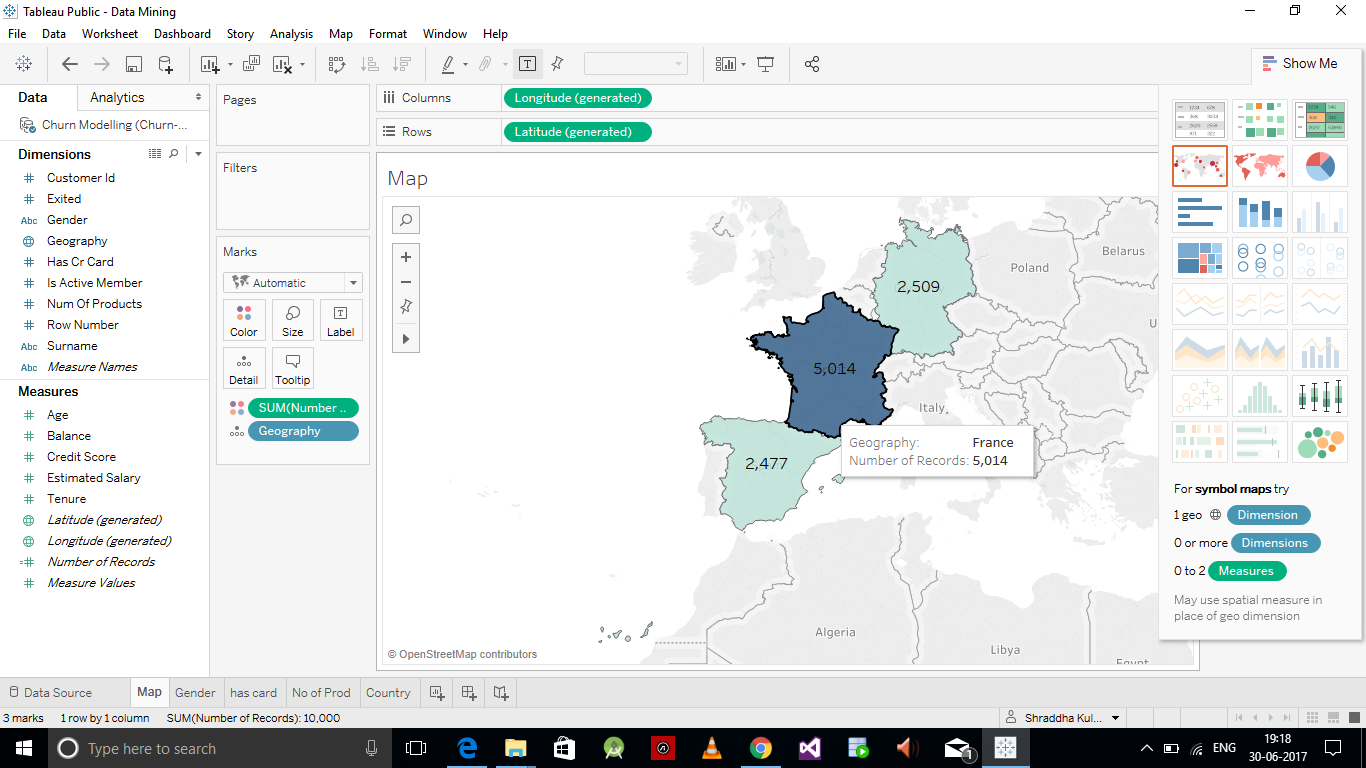 Tableau Public - Data Mining
File Data Worksheet Dashboard Story Analysis Map Format Window Help
Show Me
Data Analytics
Churn Modelling (Churn-...
Dimensions
# Customer Id
# Exited
Abc Gender
Geography
# Has Cr Card
# Is Active Member
# Num Of Products
# Row Number
Abc Surname
Abc Measure Names
Measures
# Age
# Balance
# Credit Score
# Estimated Salary
# Tenure
Latitude (generated)
Longitude (generated)
=# Number of Records
# Measure Values
Pages
Filters
Marks
Automatic
Color Size Label
Detail Tooltip
SUM(Number ..
Geography
Columns Longitude (generated)
Rows Latitude (generated)
Map
Belarus
Poland
2,509
U
5,014
Italy
Geography: France
Number of Records: 5,014
2,477
Algeria
Libya
Egypt
© OpenStreetMap contributors
For symbol maps try
1 geo Dimension
0 or more Dimensions
0 to 2 Measures
May use spatial measure in
place of geo dimension
Data Source Map Gender has card No of Prod Country
3 marks 1 row by 1 column SUM(Number of Records): 10,000
Shraddha Kul...
Type here to search
1
ENG
19:18
30-06-2017